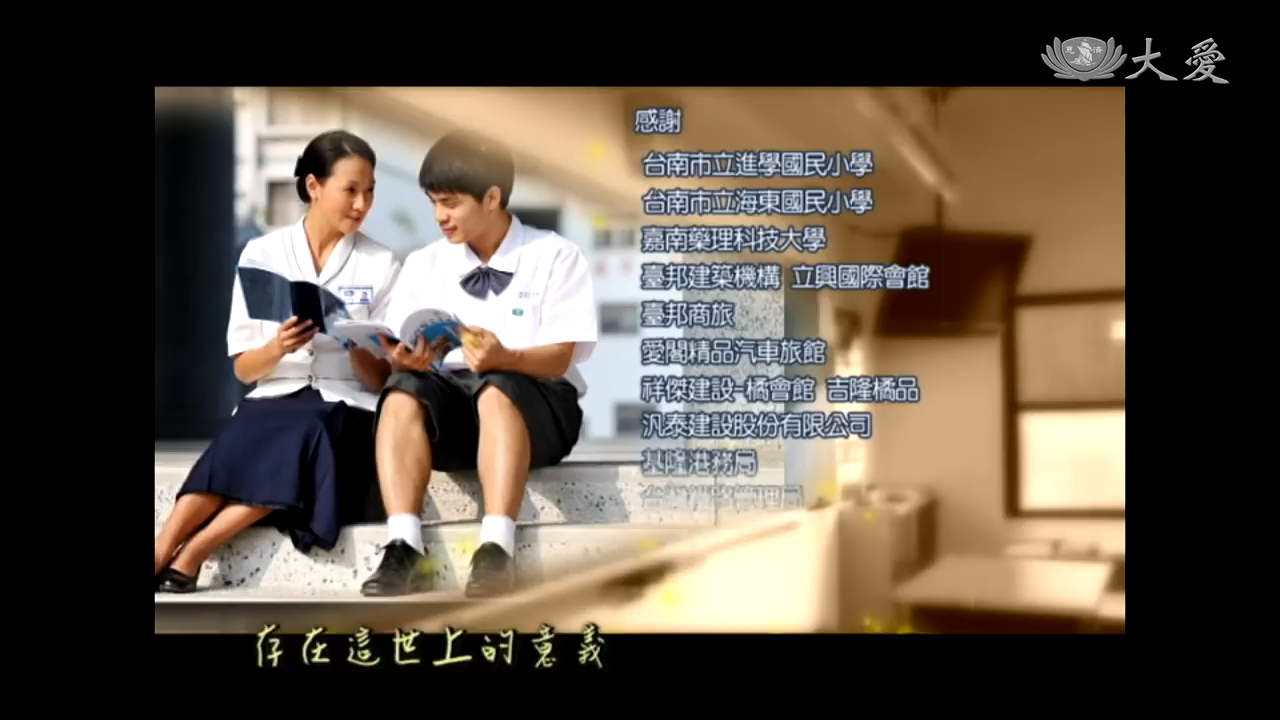 大愛
感謝
台南市立進學國民小學
台南市立海東國民小學
嘉南藥理科技大學
臺邦建築機構 立興國際會館
臺邦商旅
愛閣精品汽車旅館
祥傑建設-橘會館 吉隆橘品
汎泰建設股份有限公司
基隆港務局
存在這世上的意義